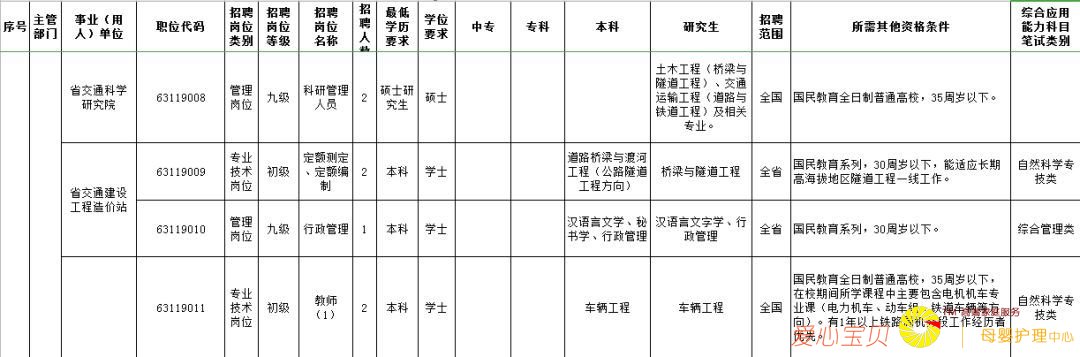 序号
主管
部门
事业(用
人)单位
职位代码
招聘
岗位
类别
招聘
岗位
等级
招聘
岗位
名称
招
聘
人
数
最低
学历
要求
学位
要求
中专
专科
本科
研究生
招聘
范围
所需其他资格条件
综合应用
能力科目
笔试类别
省交通科学
研究院
63119008
管理
岗位
九级
科研管理
人员
2
硕士研
究生
硕士
土木工程(桥梁与
隧道工程)、交通
运输工程(道路与
铁道工程)及相关
专业。
全国
国民教育全日制普通高校,35周岁以下。
省交通建设
工程造价站
63119009
专业
技术
岗位
初级
定额测定
、定额编
制
2
本科
学士
道路桥梁与渡河
工程(公路隧道
工程方向)
桥梁与隧道工程
全省
国民教育系列,30周岁以下,能适应长期
高海拔地区隧道工程一线工作。
自然科学专
技类
63119010
管理
岗位
九级
行政管理
1
本科
学士
汉语言文学、秘
书学、行政管理
汉语言文字学、行
政管理
全省
国民教育系列,30周岁以下。
综合管理类
63119011
专业
技术
岗位
初级
教师
(1)
2
本科
学士
车辆工程
车辆工程
全国
国民教育全日制普通高校,35周岁以下,
在校期间所学课程中主要包含电机机车专
业课(电力机车、动车组、铁道车辆等方
向)。有1年以上铁路机段工作经历者
优先。
自然科学专
技类
爱心宝贝
母婴护理中心